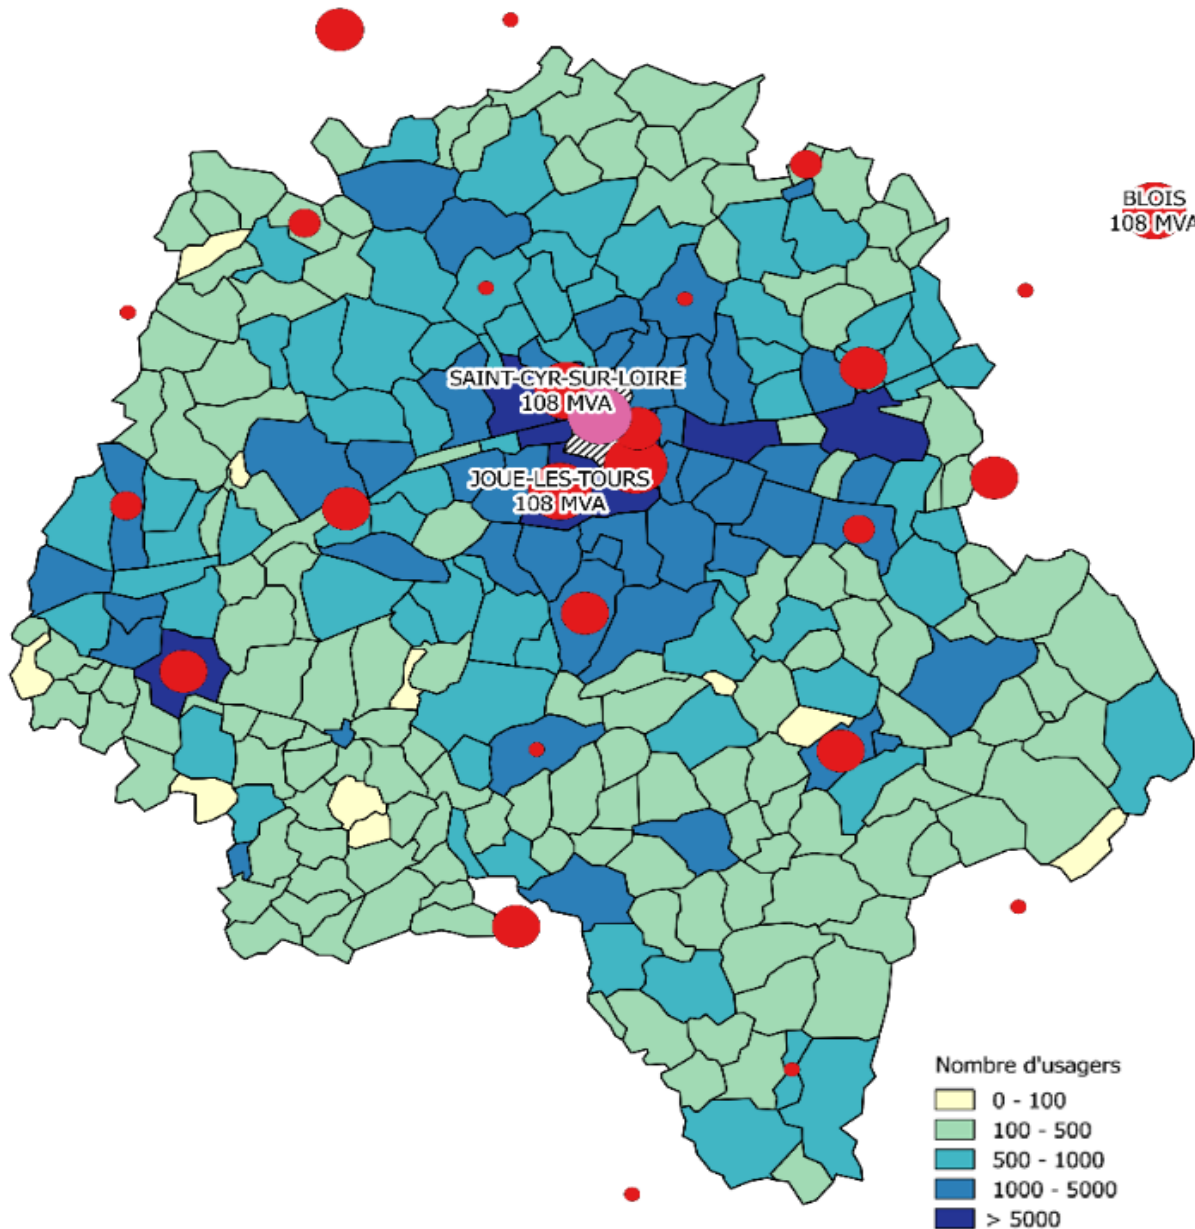 BLOIS
108 MVA
SAINT-CYR-SUR-LOIRE
108 MVA
JOUE-LES-TOURS
108 MVA
Nombre d'usagers
0 - 100
100 - 500
500 - 1000
1000 - 5000
> 5000